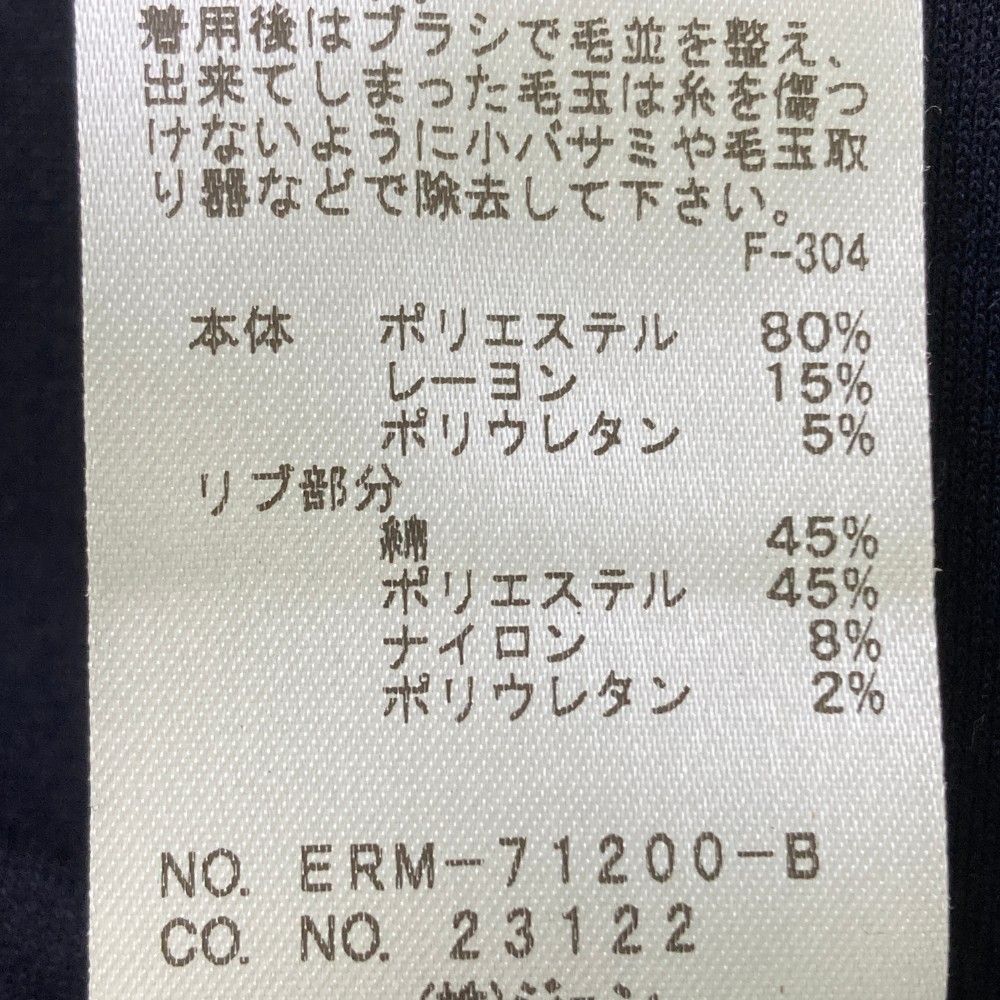 着用後はブラシで毛並を整え、
出来てしまった毛玉は糸を傷つ
けないように小バサミや毛玉取
り器などで除去して下さい。
F-304
本体 ポリエステル 80%
レーヨン 15%
ポリウレタン 5%
リブ部分
綿 45%
ポリエステル 45%
ナイロン 8%
ポリウレタン 2%
NO. ERM-71200-B
CO. NO. 23122